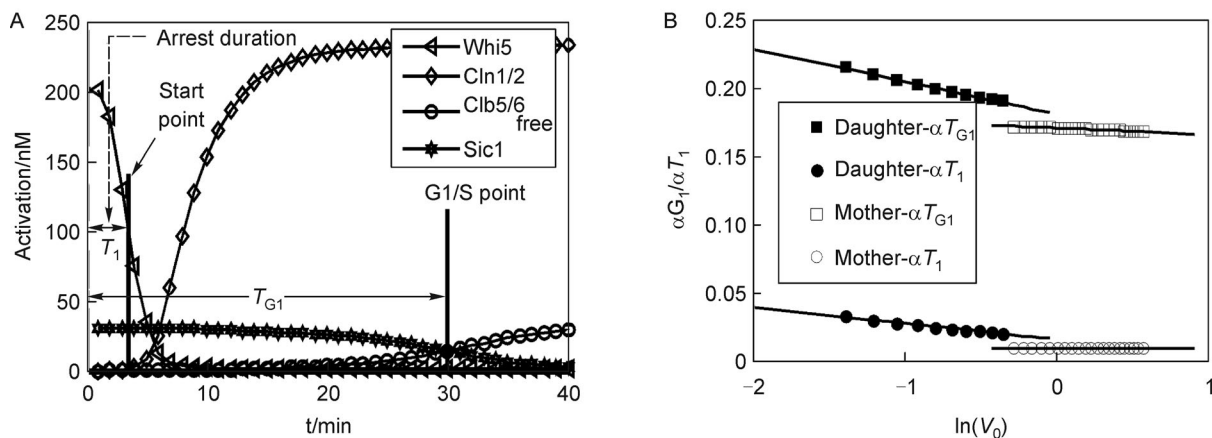 A
250
200
150
100
50
0
Activation/nM
Arrest duration
Start
point
T1
TG1
G1/S point
Whi5
Cln1/2
Clb5/6
free
Sic1
0
10
20
30
40
t/min
B
0.20
0.15
0.10
0.05
0
αG1/αT1
Daughter-αTG1
Daughter-αT1
Mother-αTG1
Mother-αT1
−2
−1
0
1
ln(V0)